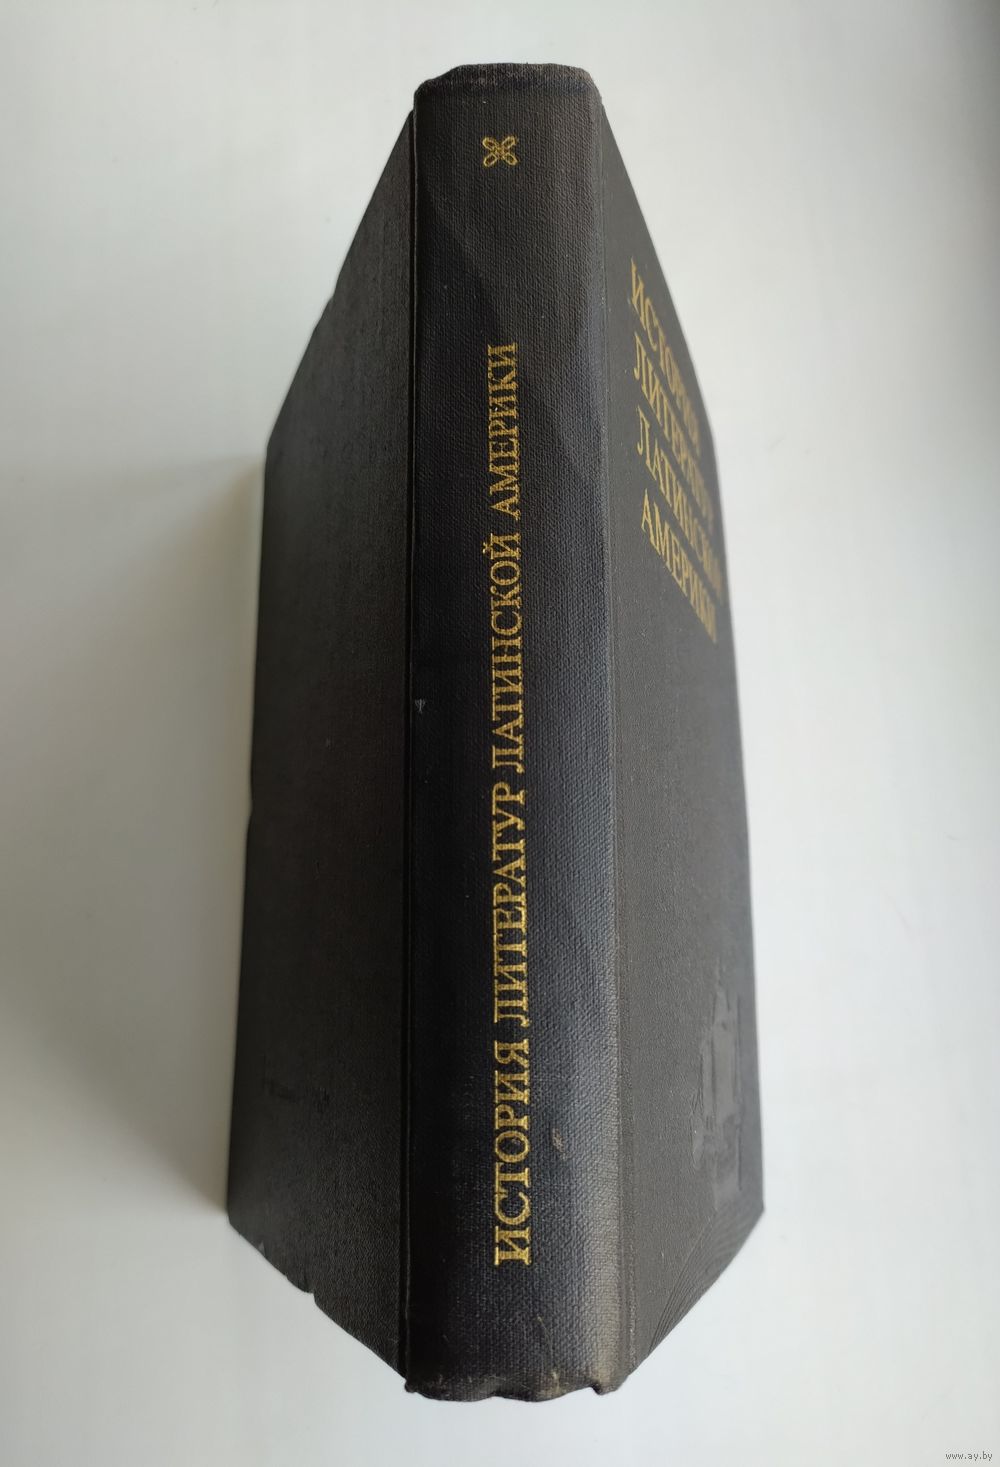 ИСТОРИЯ ЛИТЕРАТУР ЛАТИНСКОЙ АМЕРИКИ
ИСТОРИЯ
ЛИТЕРАТУР
ЛАТИНСКОЙ
АМЕРИКИ
www.ay.by